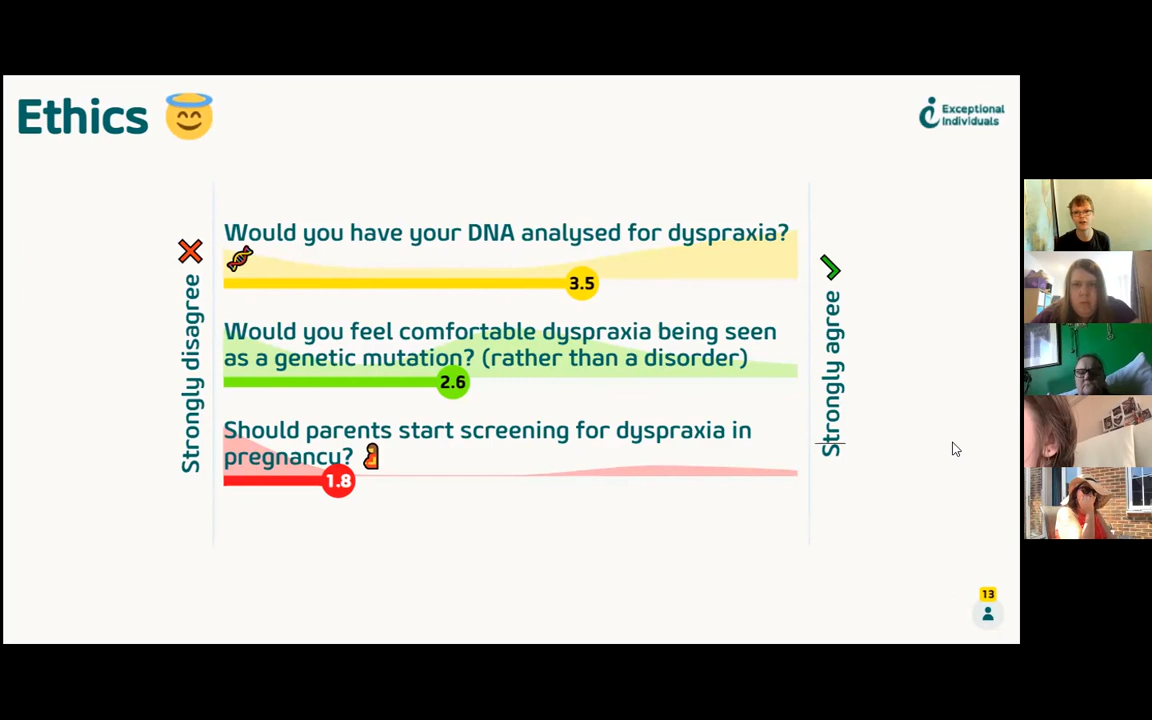 Ethics
Exceptional
Individuals
Strongly disagree
Would you have your DNA analysed for dyspraxia?
3.5
Would you feel comfortable dyspraxia being seen
as a genetic mutation? (rather than a disorder)
2.6
Should parents start screening for dyspraxia in
pregnancy?
1.8
Strongly agree
13